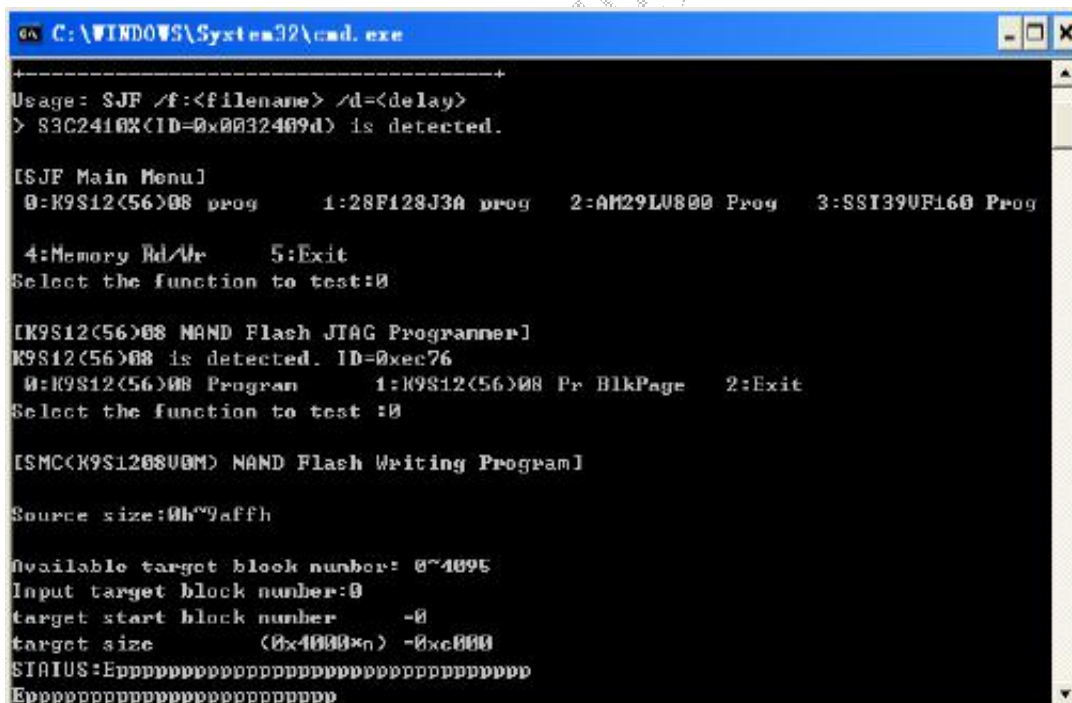 C:\WINDOWS\System32\cmd.exe
+-------------------------------------+
Usage: SJF /f:<filename> /d=<delay>
> S3C2410X(ID=0x0032409d) is detected.
[SJF Main Menu]
0:K9S12(56)08 prog 1:28F128J3A prog 2:AM29LV800 Prog 3:SST39VF160 Prog
4:Memory Rd/Wr 5:Exit
Select the function to test:0
[K9S12(56)08 NAND Flash JTAG Programmer]
K9S12(56)08 is detected. ID=0xec76
0:K9S12(56)08 Program 1:K9S12(56)08 Pr BlkPage 2:Exit
Select the function to test :0
[SMC(K9S1208V0M) NAND Flash Writing Program]
Source size:0h~9affh
Available target block number: 0~4095
Input target block number:0
target start block number =0
target size (0x4000*n) =0xc000
STATUS:Epppppppppppppppppppppppppppppppp
Epppppppppppppppppppppp